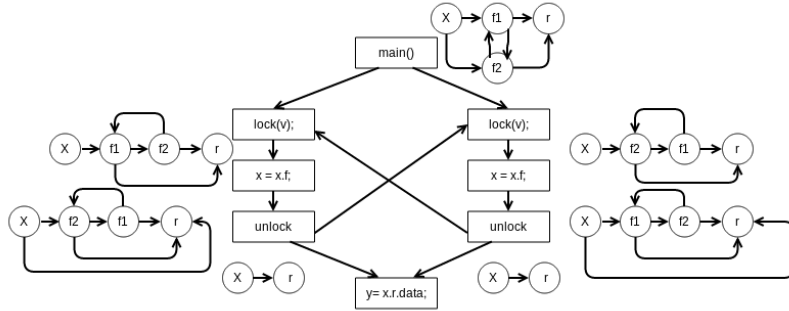 X f1 r
f2
main()
lock(v); lock(v);
X f1 f2 r
X f2 f1 r
x = x.f; x = x.f;
X f2 f1 r
unlock unlock
X f1 f2 r
X r
X r
y= x.r.data;